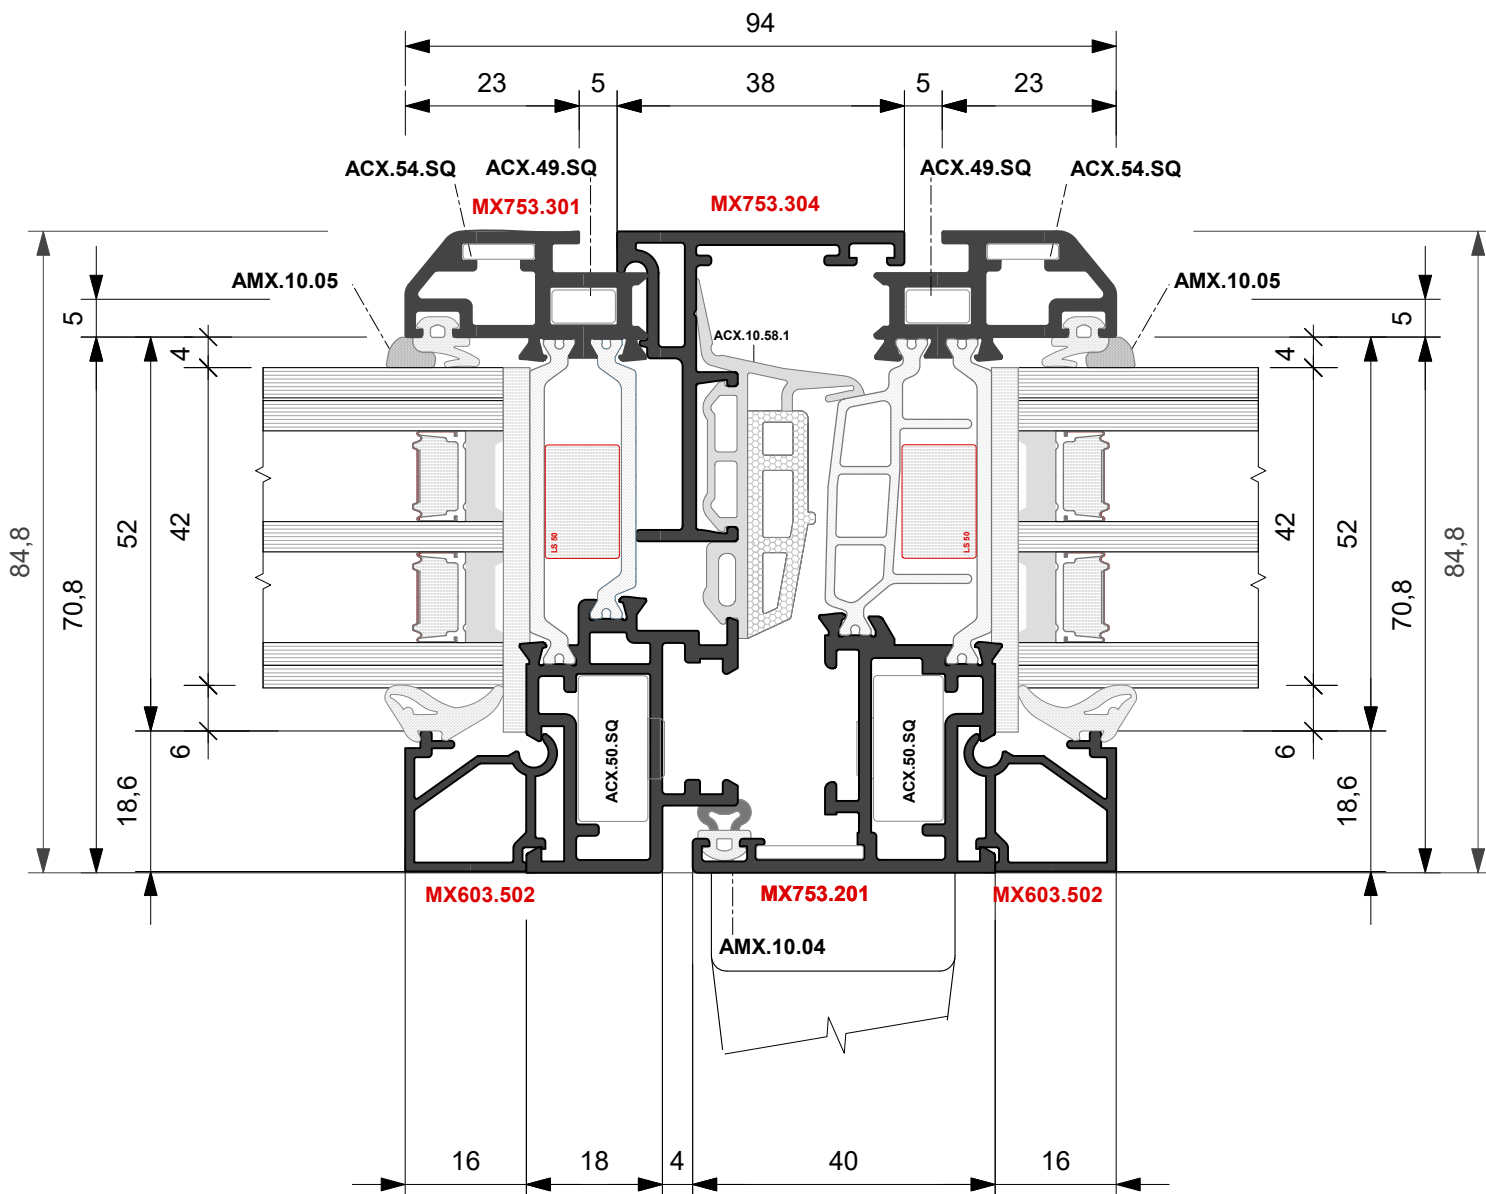 94
23 5 38 5 23
ACX.54.SQ ACX.49.SQ ACX.49.SQ ACX.54.SQ
MX753.301 MX753.304
AMX.10.05 AMX.10.05
5 5
ACX.10.58.1
4 4
84,8 70,8 52 42 42 52 70,8 84,8
LS 50 LS 50
6 6
ACX.50.SQ ACX.50.SQ
18,6 18,6
MX603.502 MX753.201 MX603.502
AMX.10.04
16 18 4 40 16